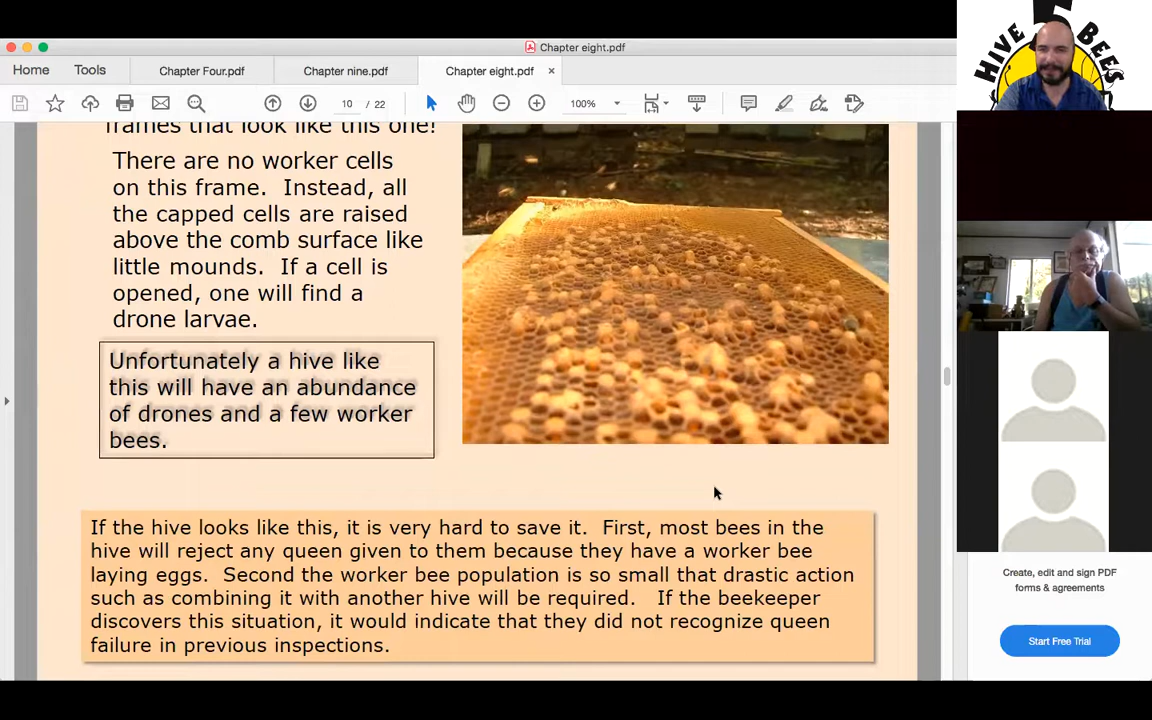 Chapter eight.pdf
Home
Tools
Chapter Four.pdf
Chapter nine.pdf
Chapter eight.pdf
10 / 22
100%
frames that look like this one!
There are no worker cells
on this frame. Instead, all
the capped cells are raised
above the comb surface like
little mounds. If a cell is
opened, one will find a
drone larvae.
Unfortunately a hive like
this will have an abundance
of drones and a few worker
bees.
If the hive looks like this, it is very hard to save it. First, most bees in the
hive will reject any queen given to them because they have a worker bee
laying eggs. Second the worker bee population is so small that drastic action
such as combining it with another hive will be required. If the beekeeper
discovers this situation, it would indicate that they did not recognize queen
failure in previous inspections.
HIVE 5 BEES
Create, edit and sign PDF
forms & agreements
Start Free Trial